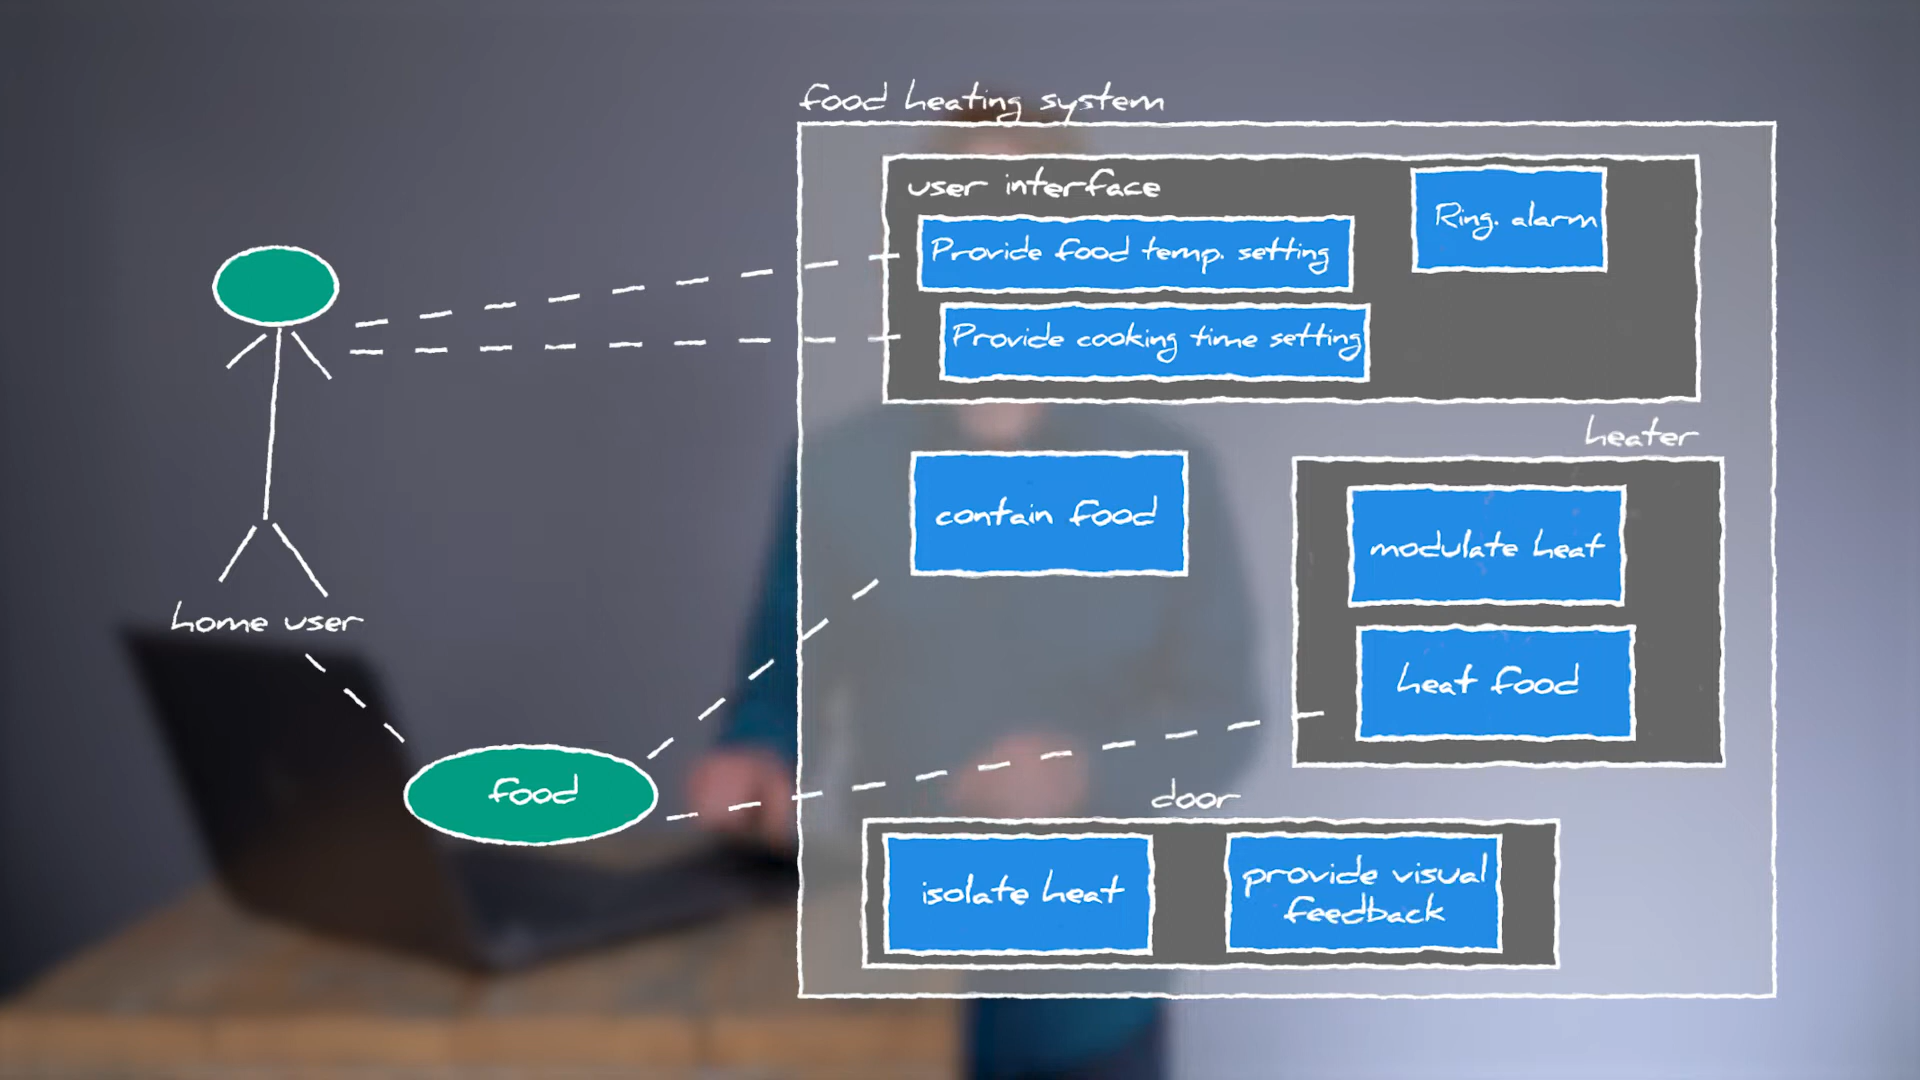 food heating system
user interface
Ring. alarm
Provide food temp. setting
Provide cooking time setting
heater
contain food
modulate heat
home user
heat food
food
door
isolate heat
provide visual
feedback